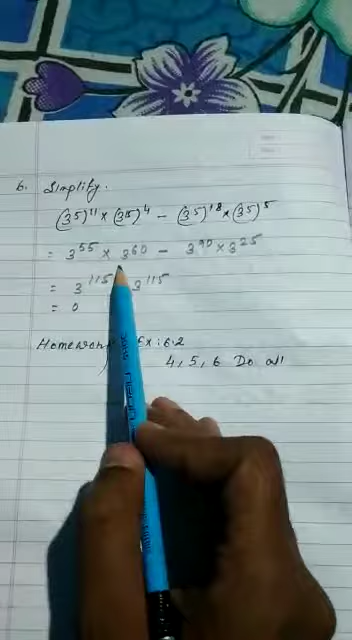 6. Simplify.
(3⁵)¹¹ × (3¹⁵)⁴ - (3⁵)¹⁸ × (3⁵)⁵
= 3⁵⁵ × 3⁶⁰ - 3⁹⁰ × 3²⁵
= 3¹¹⁵ 3¹¹⁵
= 0
Homework Ex: 6.2
4, 5, 6 Do all